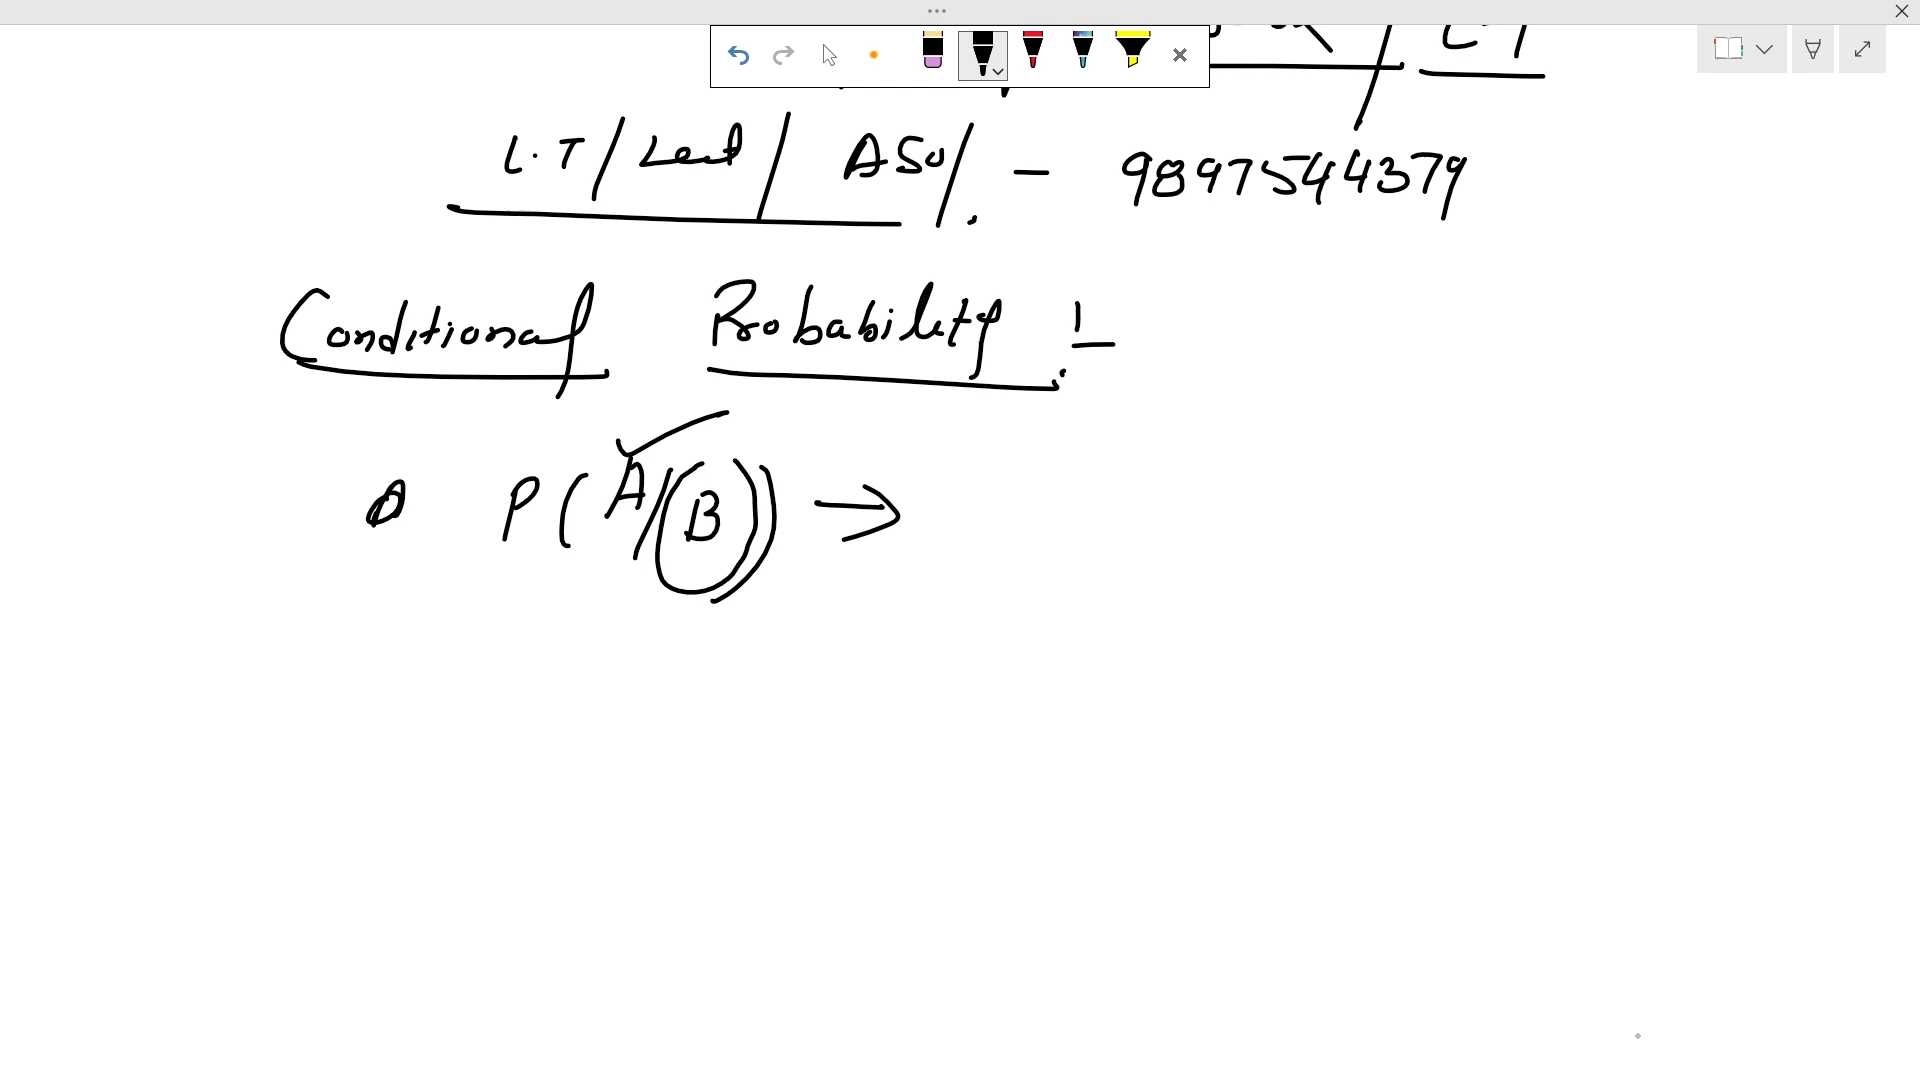 L.T / Lect / ASO /. - 9897544379
Conditional Probability :-
P(A/(B)) →